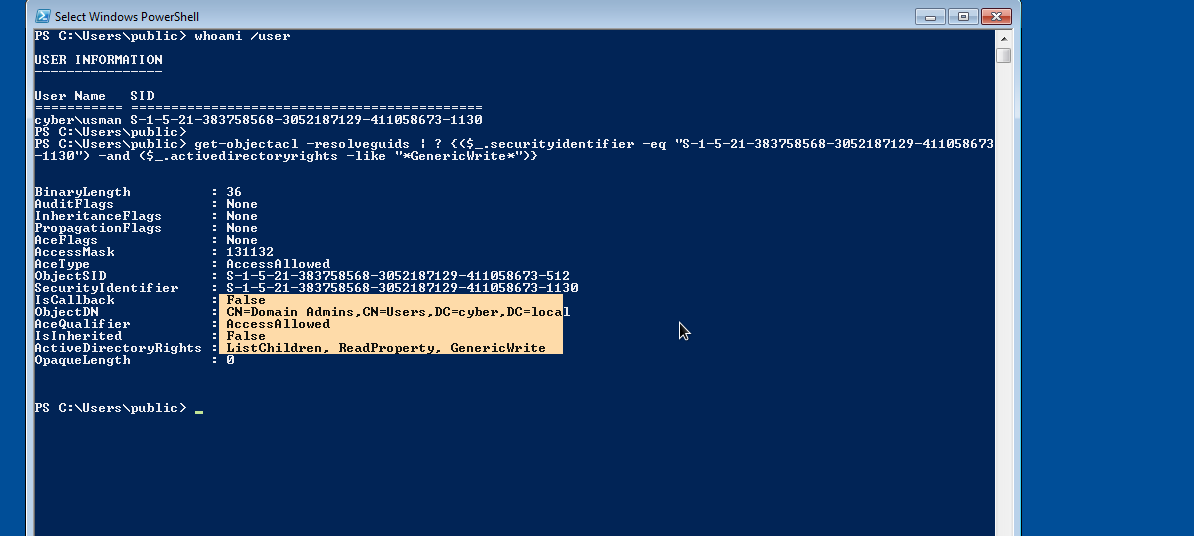 Select Windows PowerShell
PS C:\Users\public> whoami /user
USER INFORMATION
----------------
User Name   SID
=========== ============================================
cyber\usman S-1-5-21-383758568-3052187129-411058673-1130
PS C:\Users\public>
PS C:\Users\public> get-objectacl -resolveguids | ? {($_.securityidentifier -eq "S-1-5-21-383758568-3052187129-411058673
-1130") -and ($_.activedirectoryrights -like "*GenericWrite*")}
BinaryLength          : 36
AuditFlags            : None
InheritanceFlags      : None
PropagationFlags      : None
AceFlags              : None
AccessMask            : 131132
AceType               : AccessAllowed
ObjectSID             : S-1-5-21-383758568-3052187129-411058673-512
SecurityIdentifier    : S-1-5-21-383758568-3052187129-411058673-1130
IsCallback            : False
ObjectDN              : CN=Domain Admins,CN=Users,DC=cyber,DC=local
AceQualifier          : AccessAllowed
IsInherited           : False
ActiveDirectoryRights : ListChildren, ReadProperty, GenericWrite
OpaqueLength          : 0
PS C:\Users\public> _